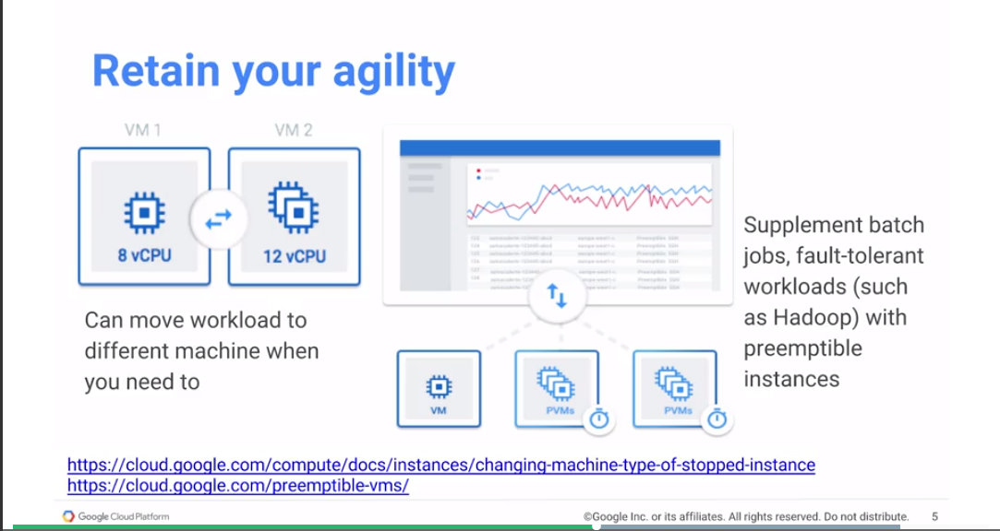 Retain your agility
VM 1
VM 2
8 vCPU
12 vCPU
Can move workload to
different machine when
you need to
VM
PVMs
PVMs
Supplement batch
jobs, fault-tolerant
workloads (such
as Hadoop) with
preemptible
instances
https://cloud.google.com/compute/docs/instances/changing-machine-type-of-stopped-instance
https://cloud.google.com/preemptible-vms/
Google Cloud Platform
©Google Inc. or its affiliates. All rights reserved. Do not distribute.
5